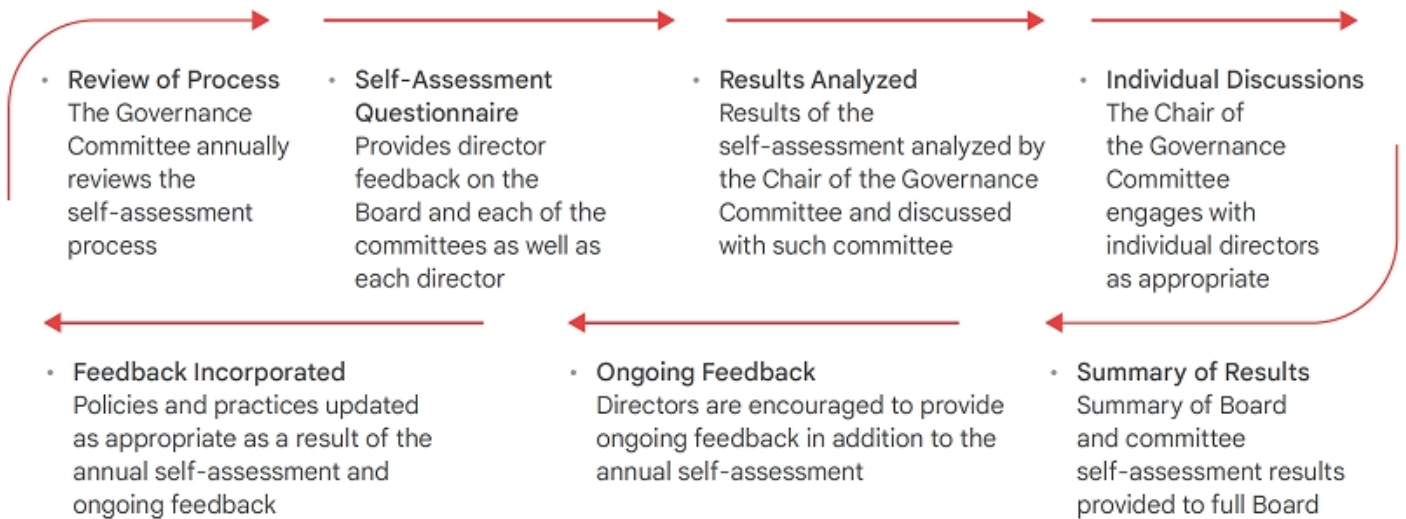 Review of Process
The Governance
Committee annually
reviews the
self-assessment
process
Self-Assessment
Questionnaire
Provides director
feedback on the
Board and each of the
committees as well as
each director
Results Analyzed
Results of the
self-assessment analyzed by
the Chair of the Governance
Committee and discussed
with such committee
Individual Discussions
The Chair of
the Governance
Committee
engages with
individual directors
as appropriate
Summary of Results
Summary of Board
and committee
self-assessment results
provided to full Board
Ongoing Feedback
Directors are encouraged to provide
ongoing feedback in addition to the
annual self-assessment
Feedback Incorporated
Policies and practices updated
as appropriate as a result of the
annual self-assessment and
ongoing feedback